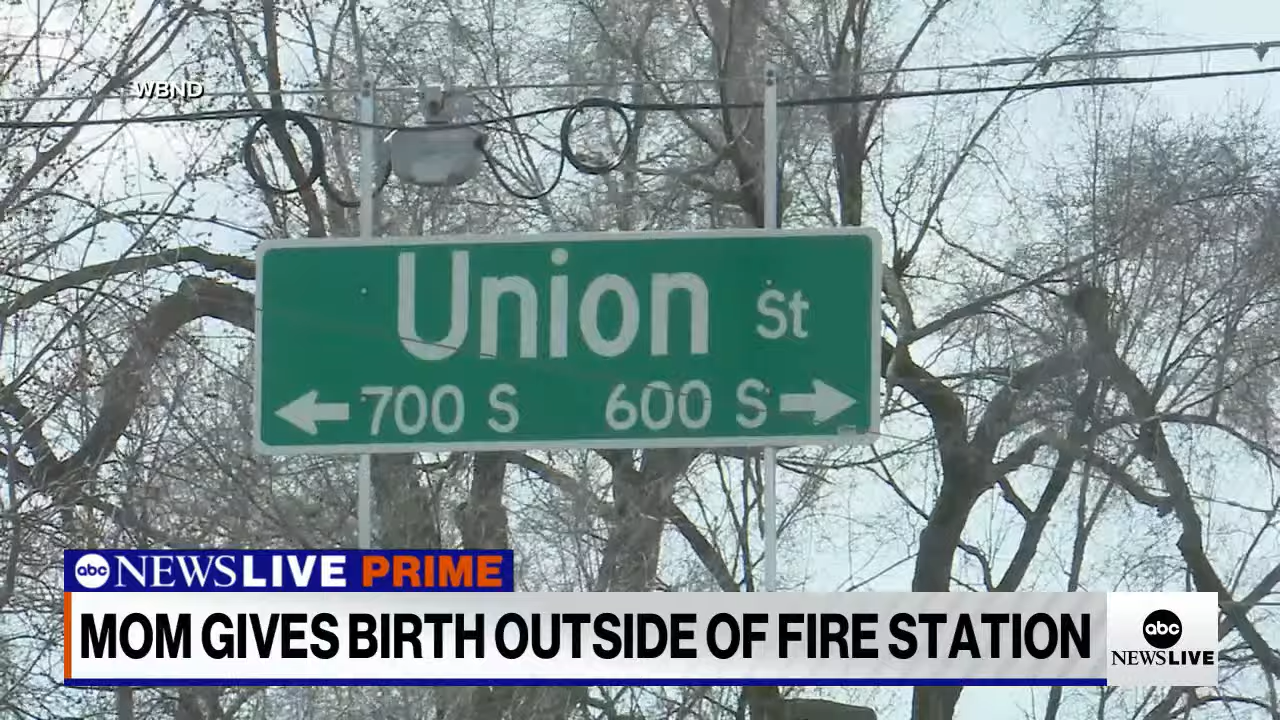 WBND
Union St
← 700 S 600 S →
abc NEWS LIVE PRIME
MOM GIVES BIRTH OUTSIDE OF FIRE STATION
abc
NEWS LIVE